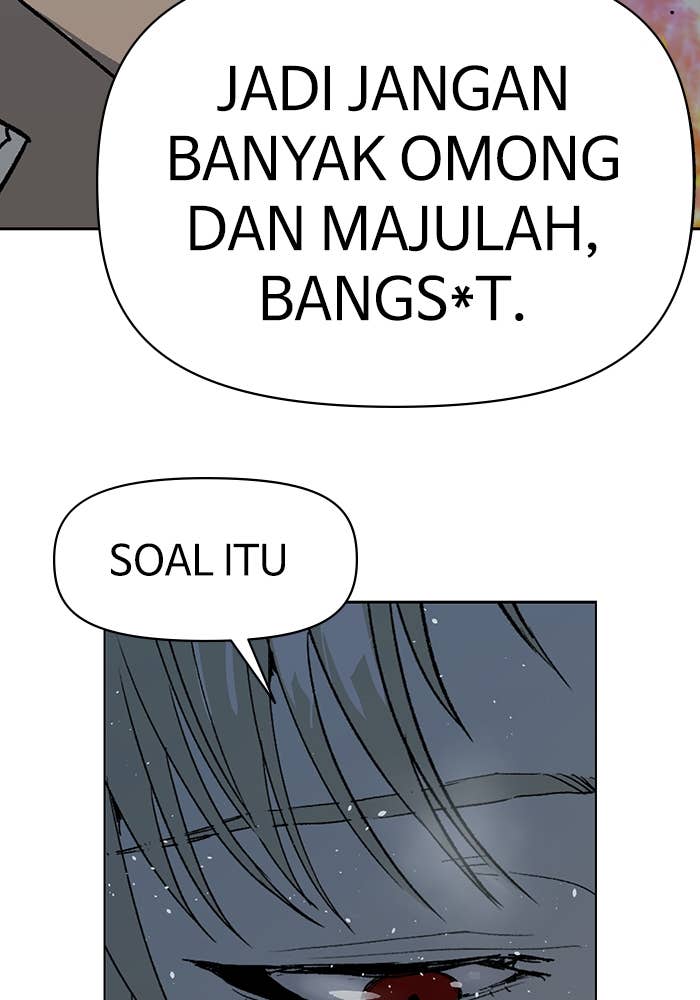 JADI JANGAN
BANYAK OMONG
DAN MAJULAH,
BANGS*T.
SOAL ITU